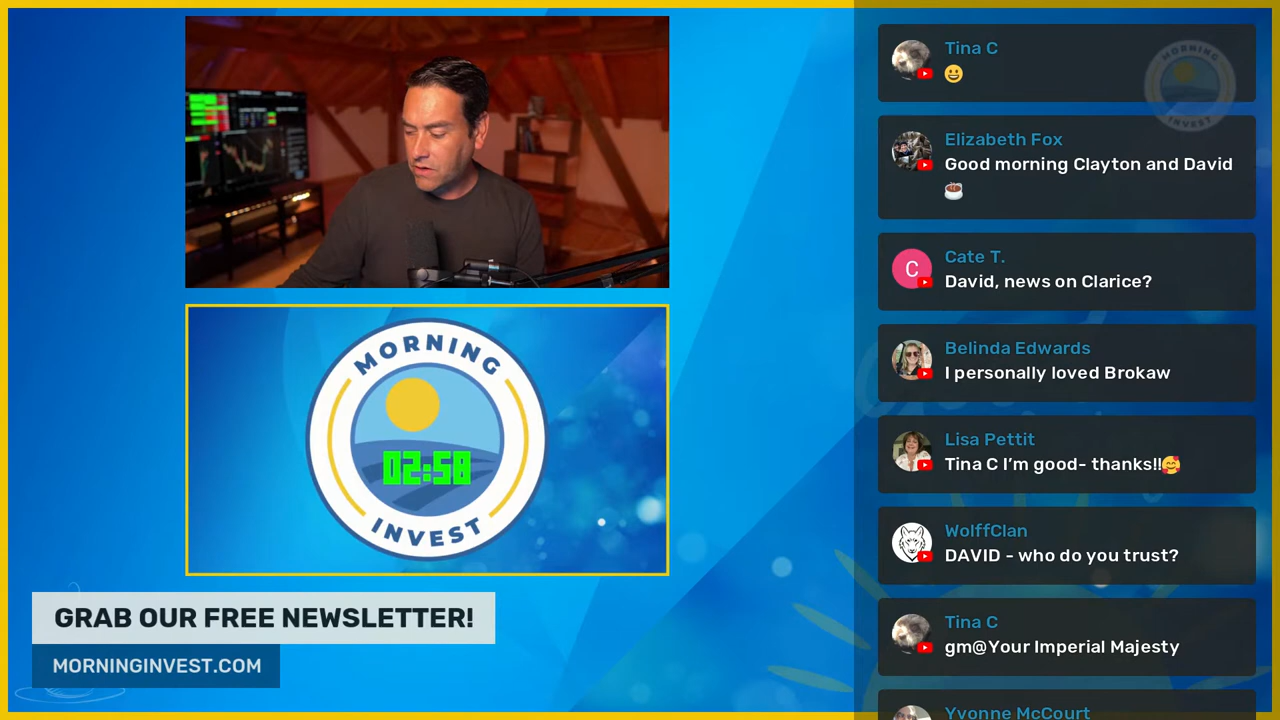 MORNING
02:58
INVEST
GRAB OUR FREE NEWSLETTER!
MORNINGINVEST.COM
MORNING
INVEST
Tina C
😀
Elizabeth Fox
Good morning Clayton and David
☕
Cate T.
C
David, news on Clarice?
Belinda Edwards
I personally loved Brokaw
Lisa Pettit
Tina C I’m good- thanks!!🥰
WolffClan
DAVID - who do you trust?
Tina C
gm@Your Imperial Majesty
Yvonne McCourt